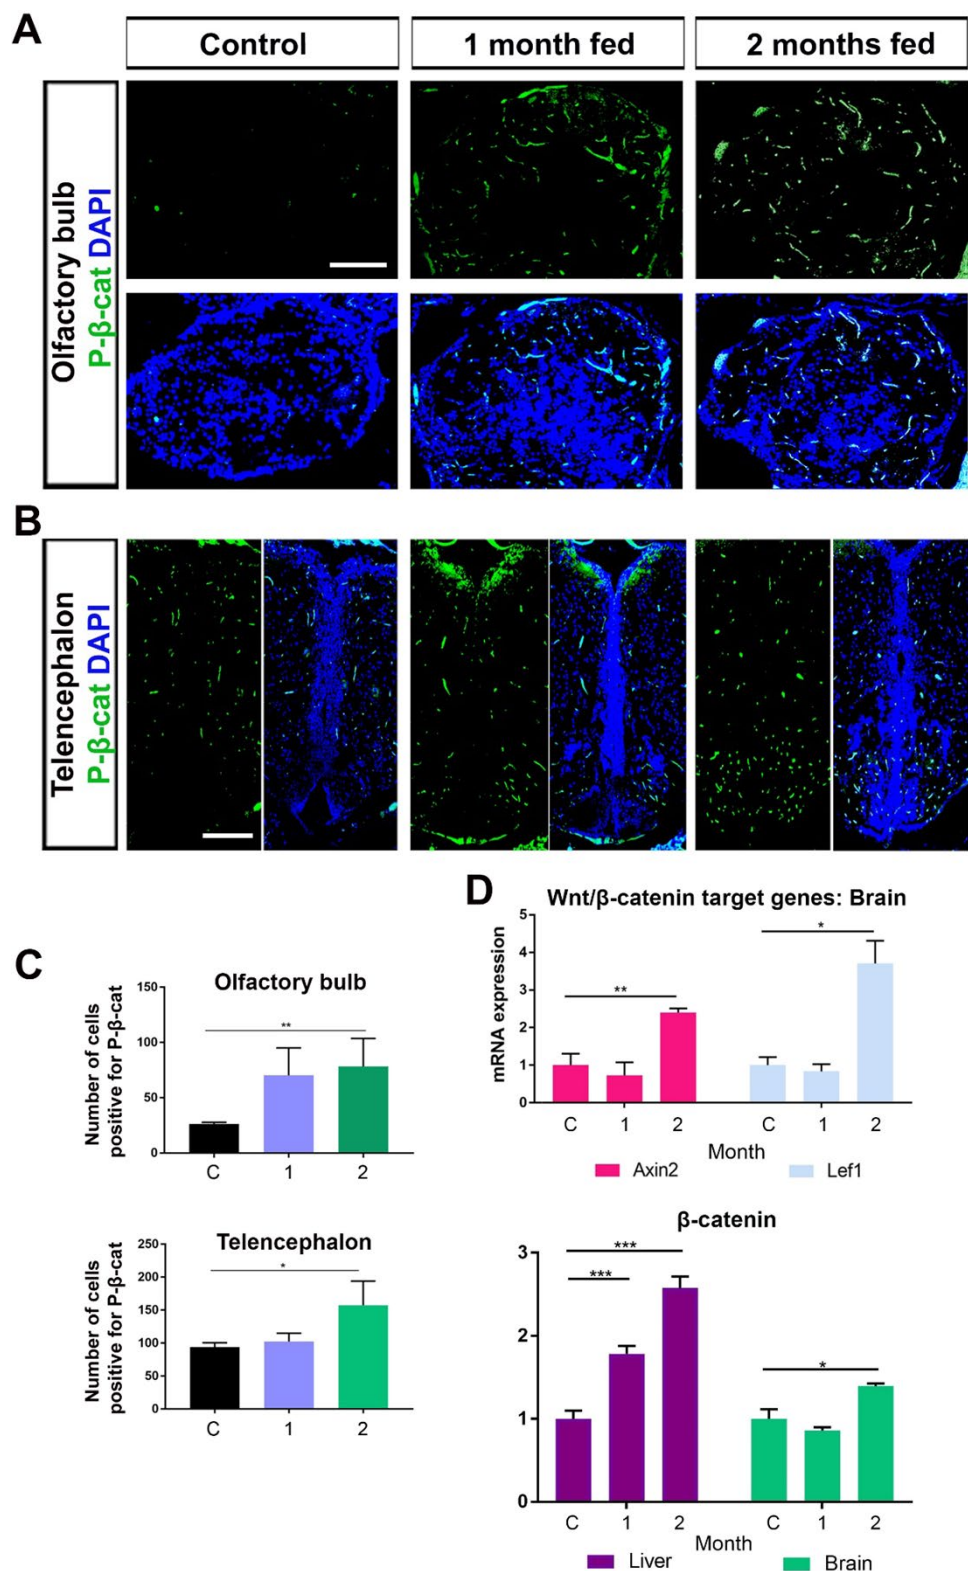 A
Control
1 month fed
2 months fed
Olfactory bulb
P-β-cat DAPI
B
Telencephalon
P-β-cat DAPI
C
Olfactory bulb
Number of cells
positive for P-β-cat
150
100
50
0
**
C 1 2
Telencephalon
Number of cells
positive for P-β-cat
250
200
150
100
50
0
*
C 1 2
D
Wnt/β-catenin target genes: Brain
mRNA expression
5
4
3
2
1
0
**
*
C 1 2 C 1 2
Month
Axin2 Lef1
β-catenin
3
2
1
0
***
***
*
C 1 2 C 1 2
Month
Liver Brain